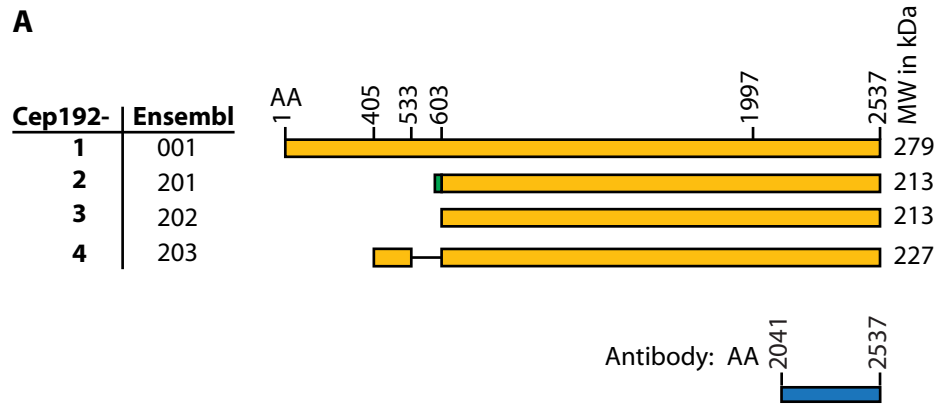 A
Cep192- Ensembl AA 1 405 533 603 1997 2537 MW in kDa
1 001 279
2 201 213
3 202 213
4 203 227
Antibody: AA 2041 2537